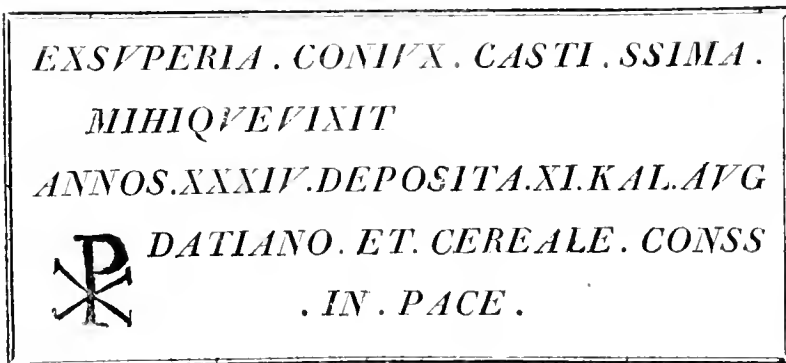 EXSVPERIA . CONIVX . CASTI . SSIMA .
MIHIQVEVIXIT
ANNOS.XXXIV.DEPOSITA.XI.KAL.AVG
☧ DATIANO . ET . CEREALE . CONSS
. IN . PACE .